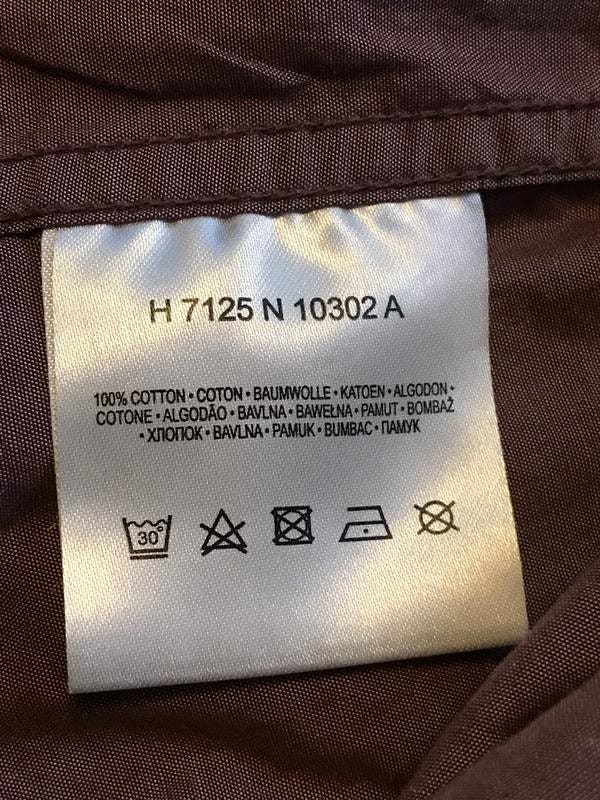 H 7125 N 10302 A
100% COTTON • COTON • BAUMWOLLE • KATOEN • ALGODON •
COTONE • ALGODÃO • BAVLNA • BAWEŁNA • PAMUT • BOMBAŽ
• ХЛОПОК • BAVLNA • PAMUK • BUMBAC • ПАМУК
30°